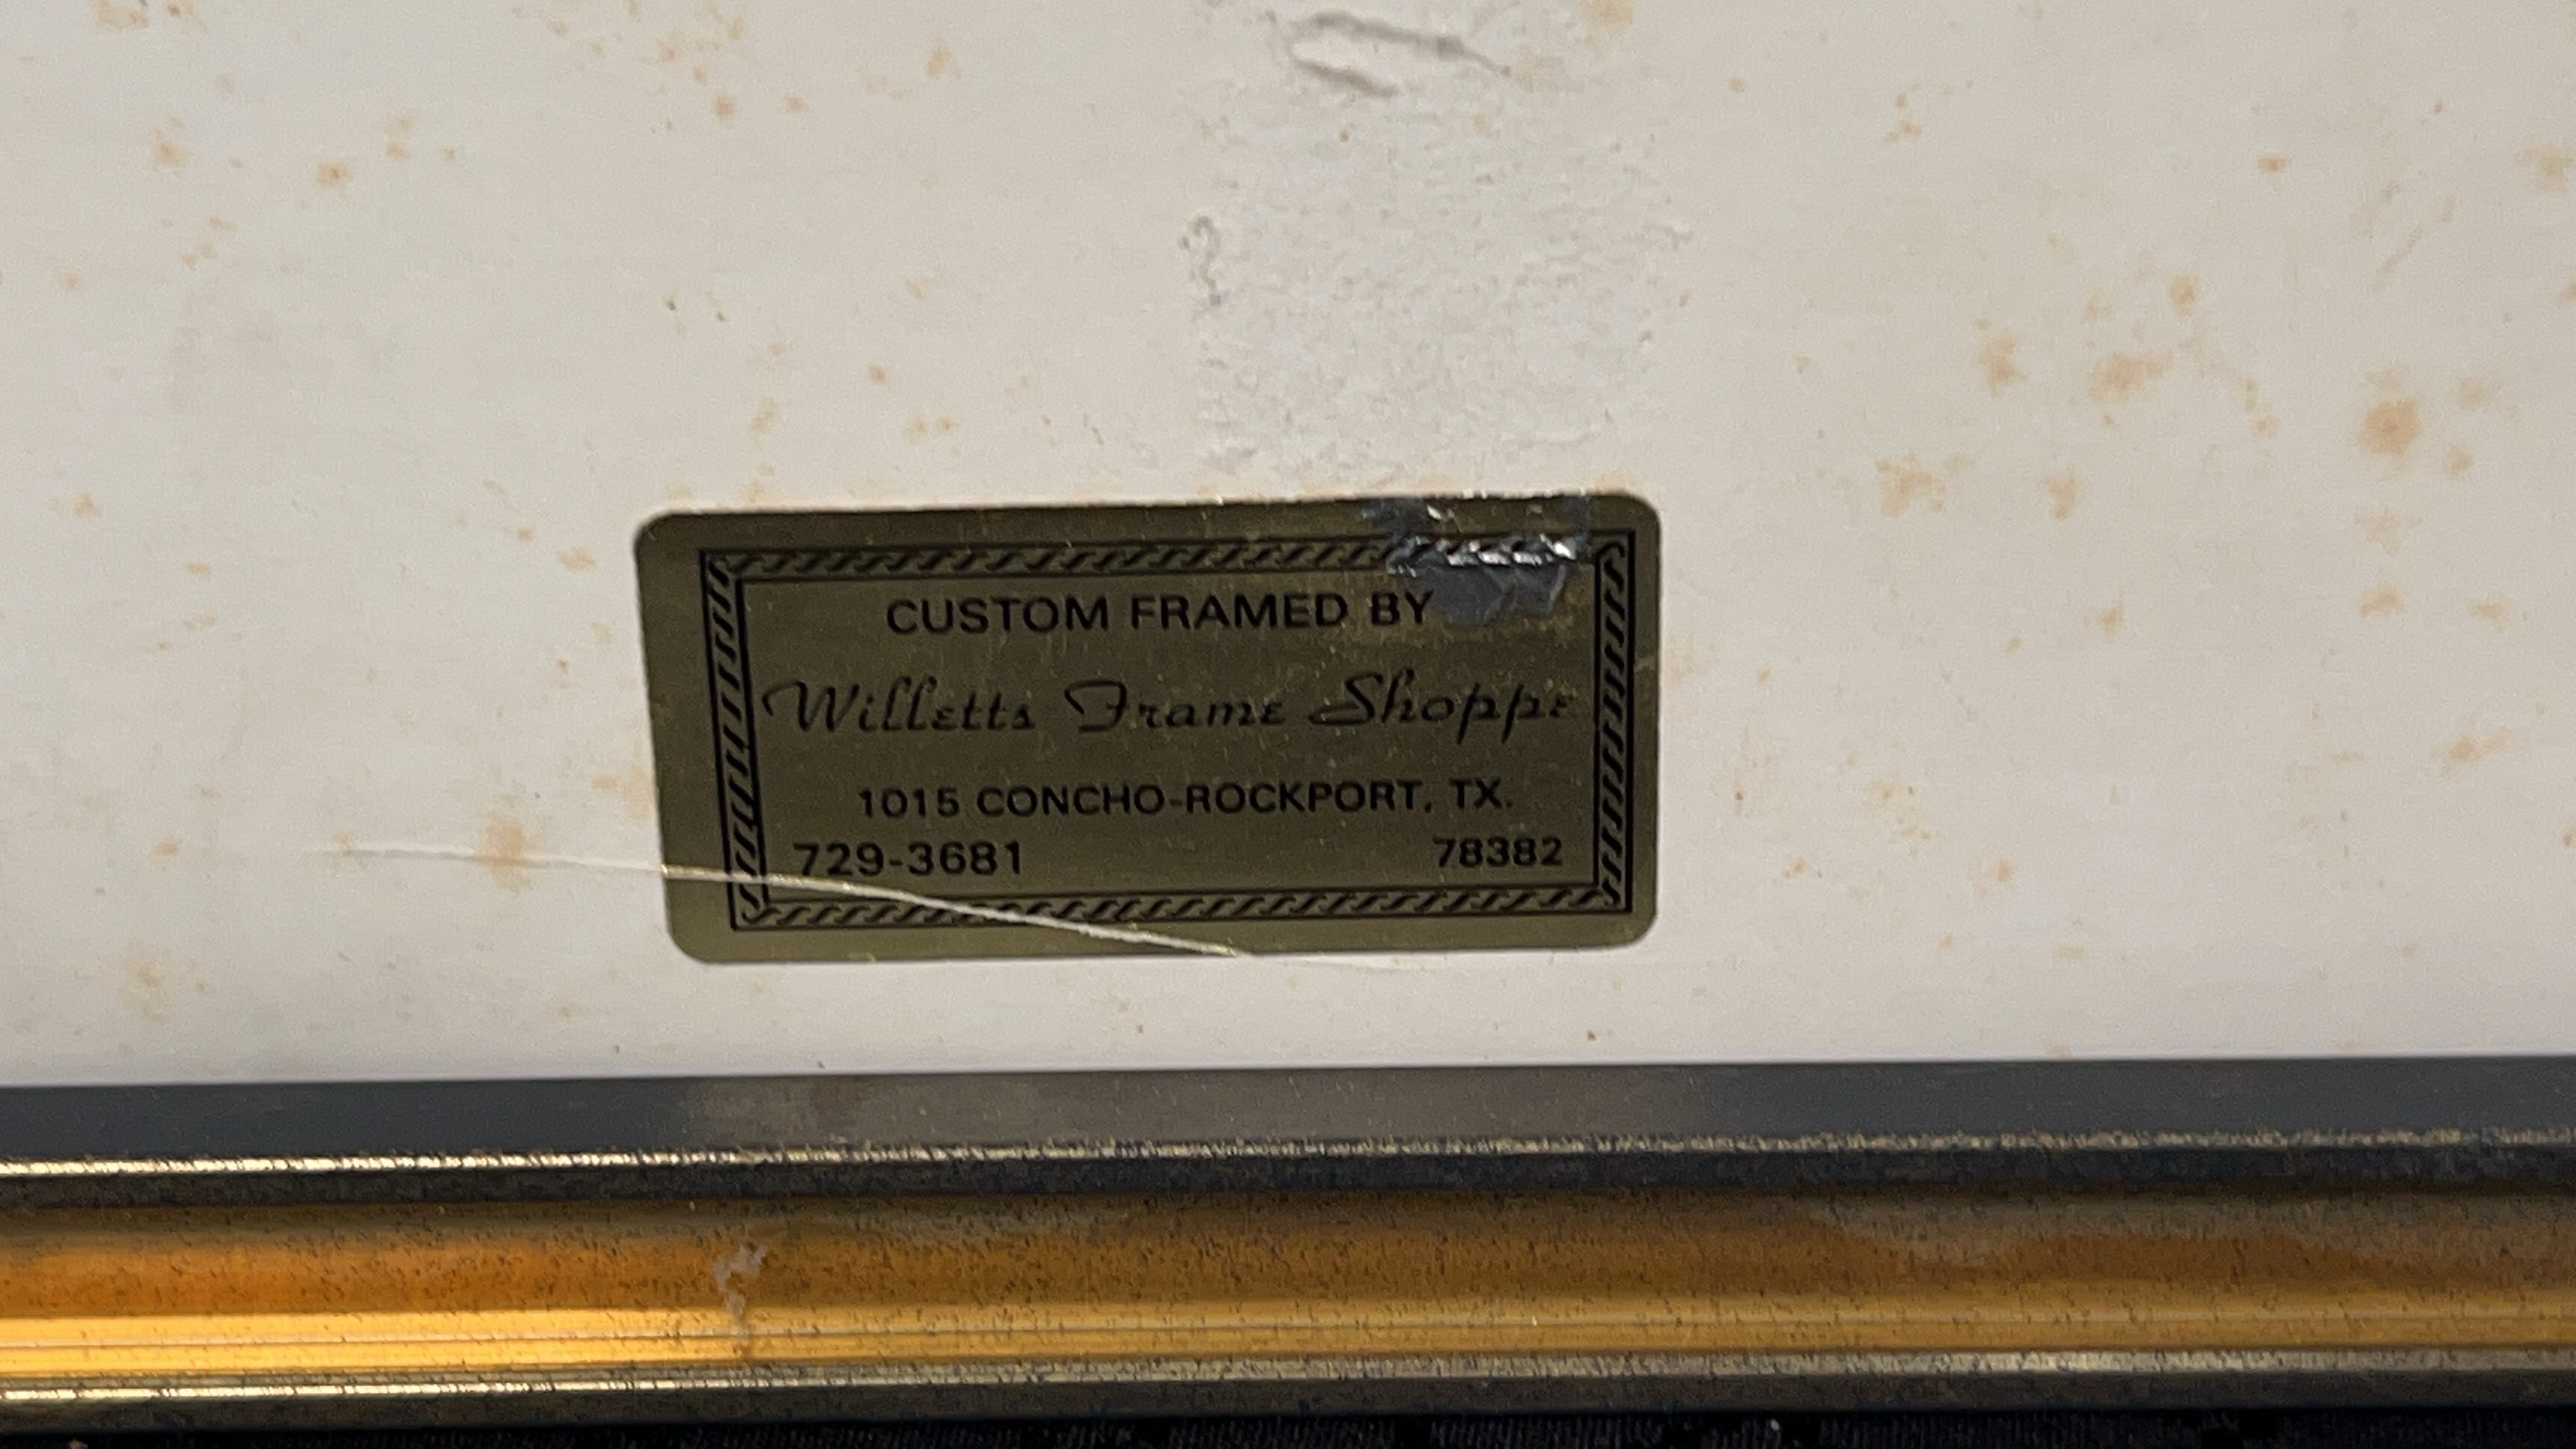 CUSTOM FRAMED BY
Willetts Frame Shoppe
1015 CONCHO-ROCKPORT, TX.
729-3681 78382